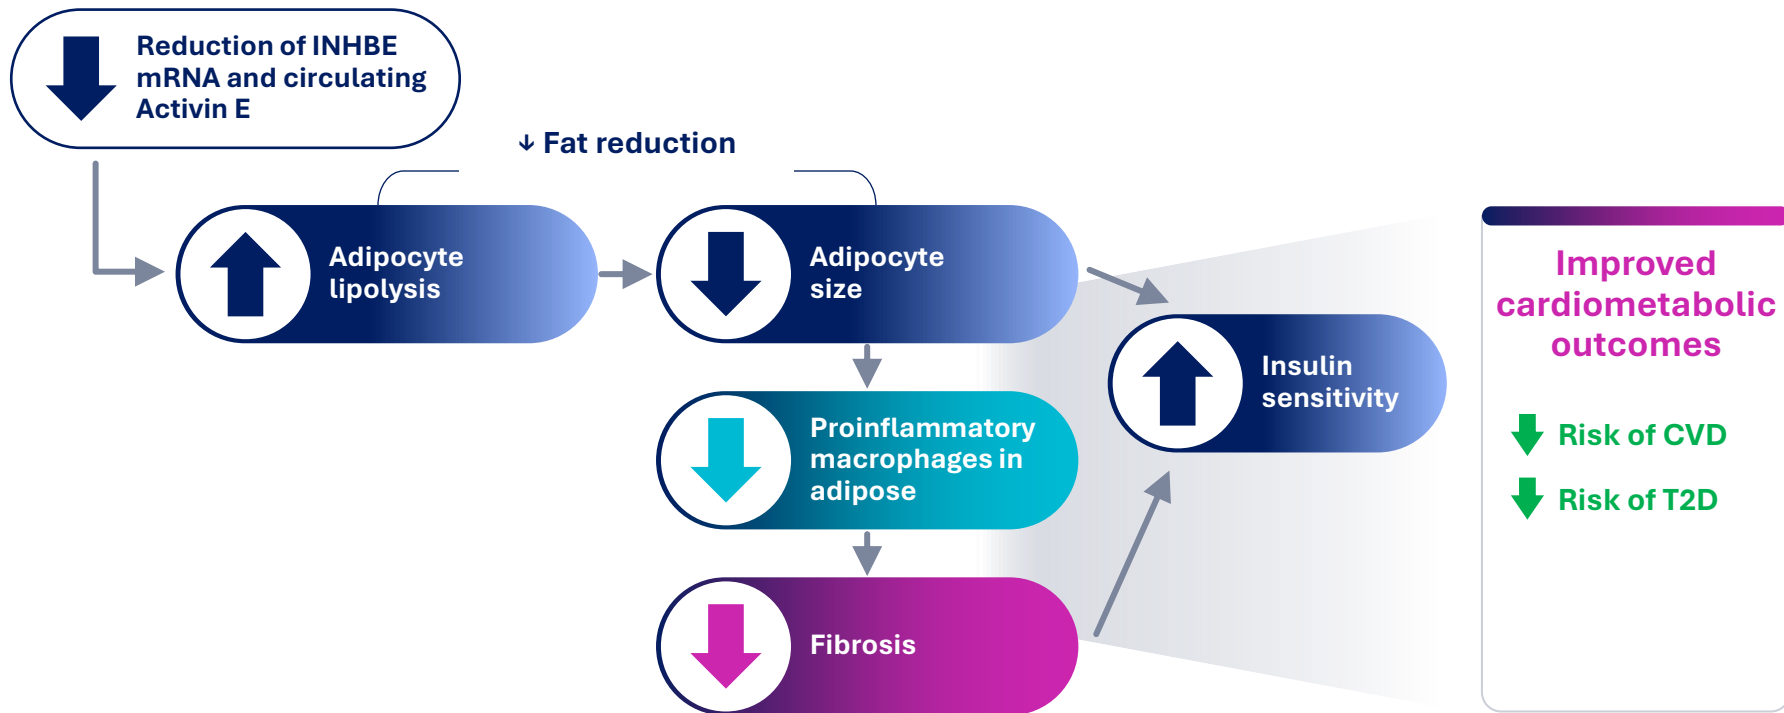 Reduction of INHBE
mRNA and circulating
Activin E
↓ Fat reduction
Adipocyte
lipolysis
Adipocyte
size
Proinflammatory
macrophages in
adipose
Fibrosis
Insulin
sensitivity
Improved
cardiometabolic
outcomes
Risk of CVD
Risk of T2D